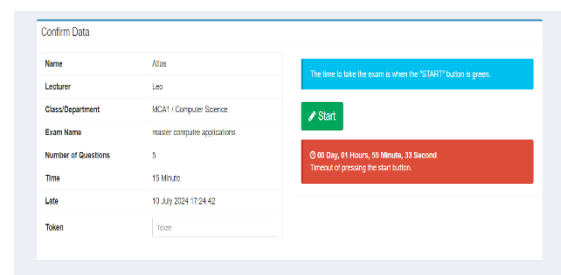 Confirm Data
Name Atlas
Lecturer Leo
Class/Department MCA1 / Computer Science
Exam Name master compuitre applications
Number of Questions 5
Time 15 Minute
Late 10 July 2024 17:24:42
Token Token
The time to take the exam is when the "START" button is green.
Start
00 Day, 01 Hours, 55 Minute, 33 Second
Timeout of pressing the start button.